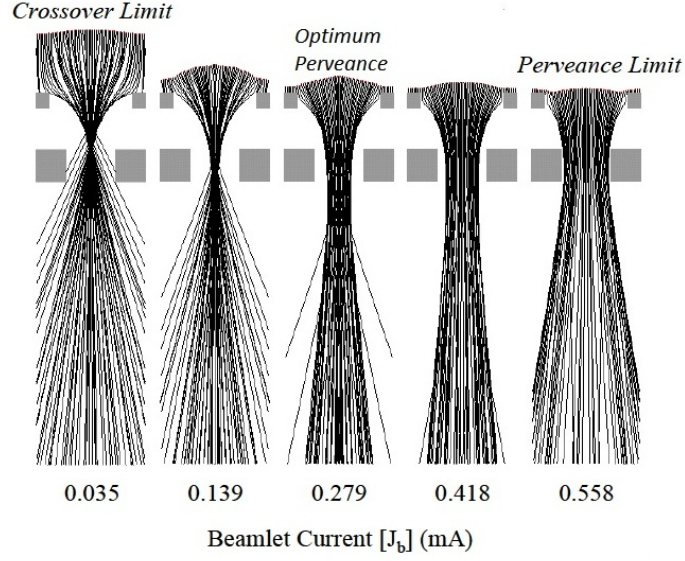 Crossover Limit
Optimum
Perveance
Perveance Limit
0.035 0.139 0.279 0.418 0.558
Beamlet Current [Jb] (mA)